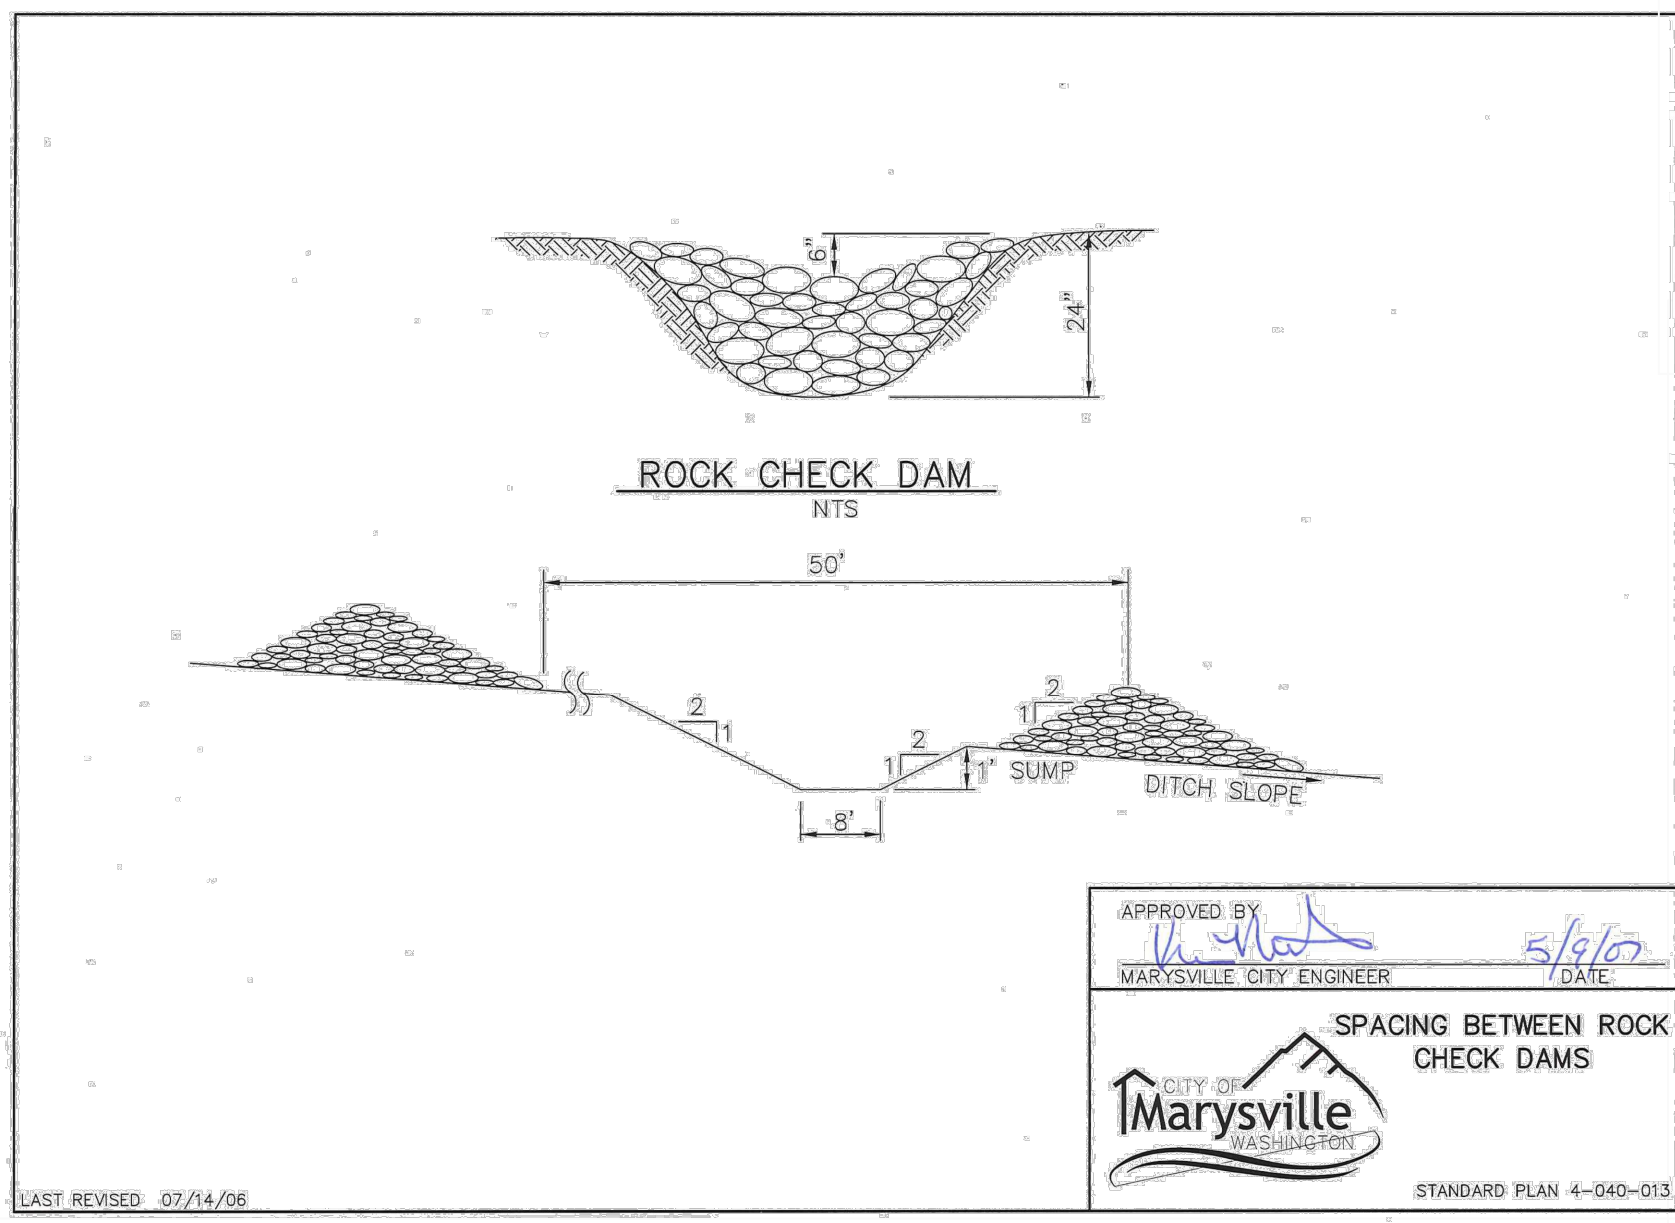 6"
24"
ROCK CHECK DAM
NTS
50'
2
1
2
1
2
1
1'
SUMP
DITCH SLOPE
8'
APPROVED BY
5/9/07
MARYSVILLE CITY ENGINEER
DATE
SPACING BETWEEN ROCK
CHECK DAMS
CITY OF
Marysville
WASHINGTON
STANDARD PLAN 4-040-013
LAST REVISED 07/14/06